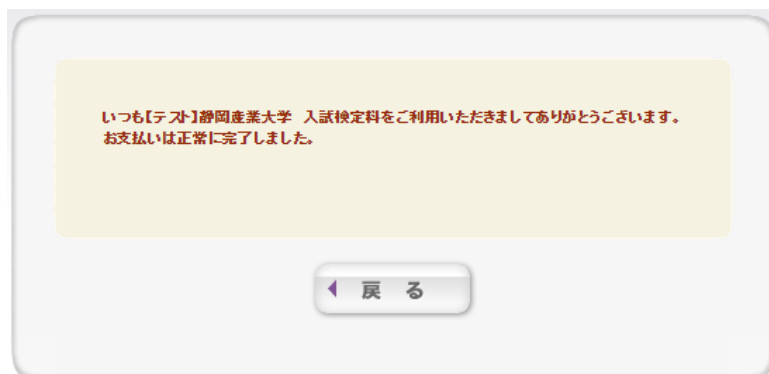 いつも【テスト】静岡産業大学　入試検定料をご利用いただきましてありがとうございます。
お支払いは正常に完了しました。
戻　る